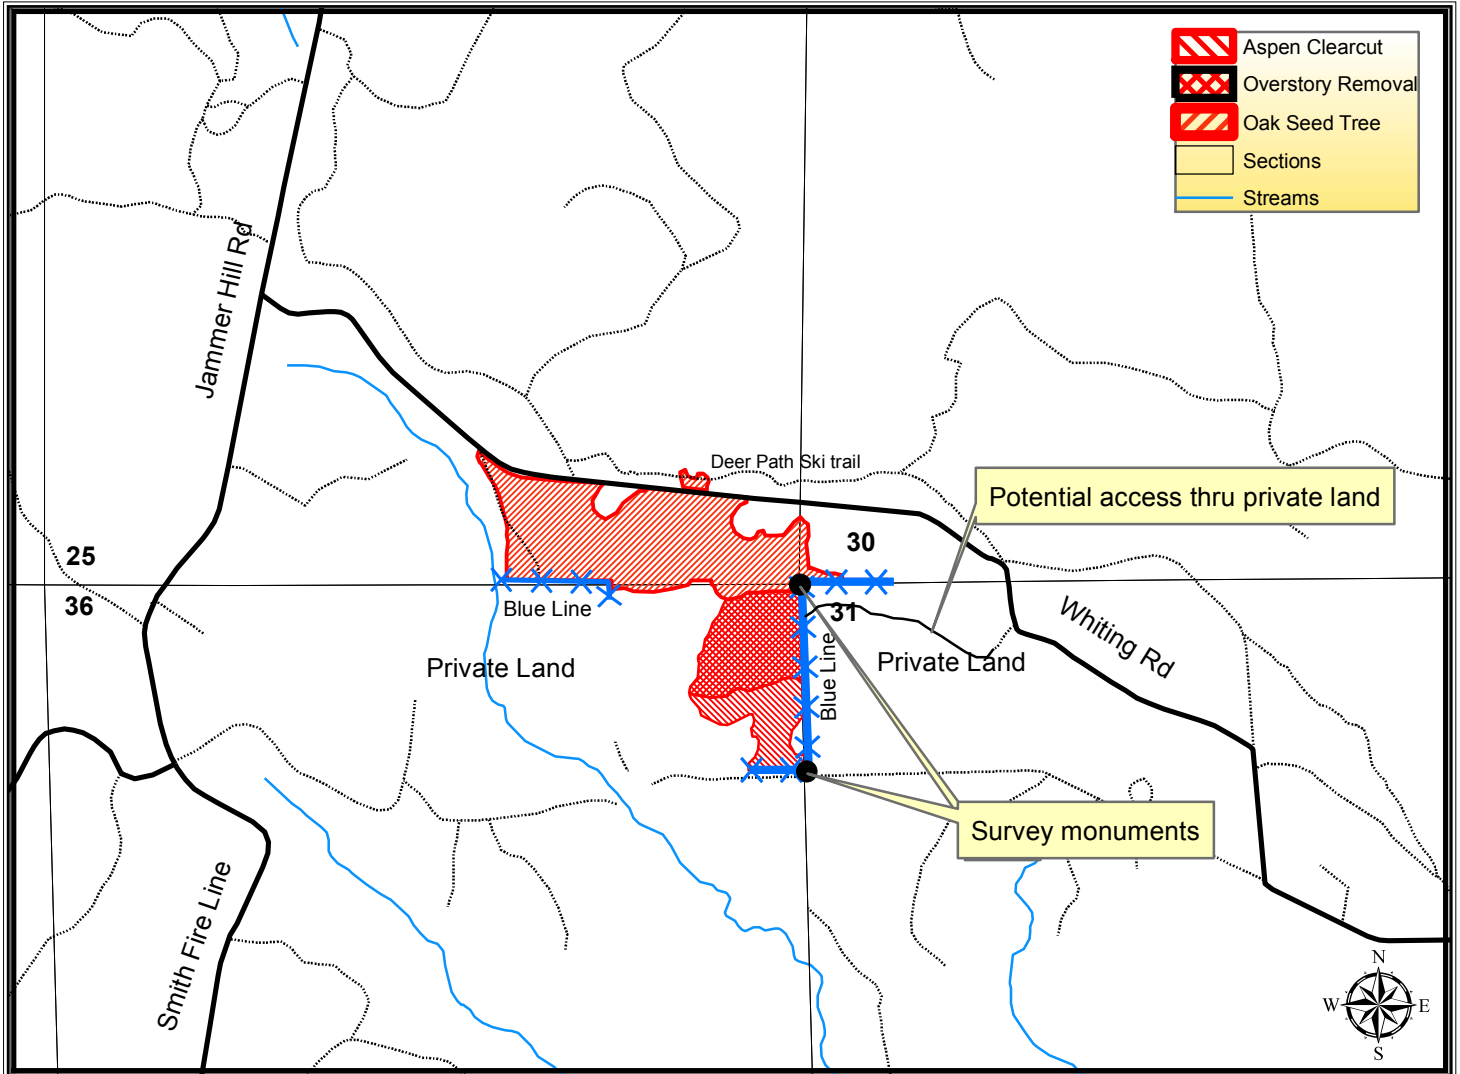 Aspen Clearcut
Overstory Removal
Oak Seed Tree
Sections
Streams
Jammer Hill Rd
Deer Path Ski trail
Potential access thru private land
25
30
36
31
Blue Line
Private Land
Blue Line
Private Land
Whiting Rd
Survey monuments
Smith Fire Line
N
W
E
S